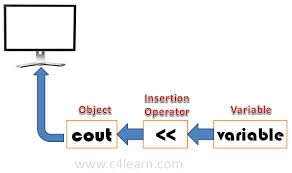 Object
Insertion
Operator
Variable
cout
<<
variable
www.c4learn.com